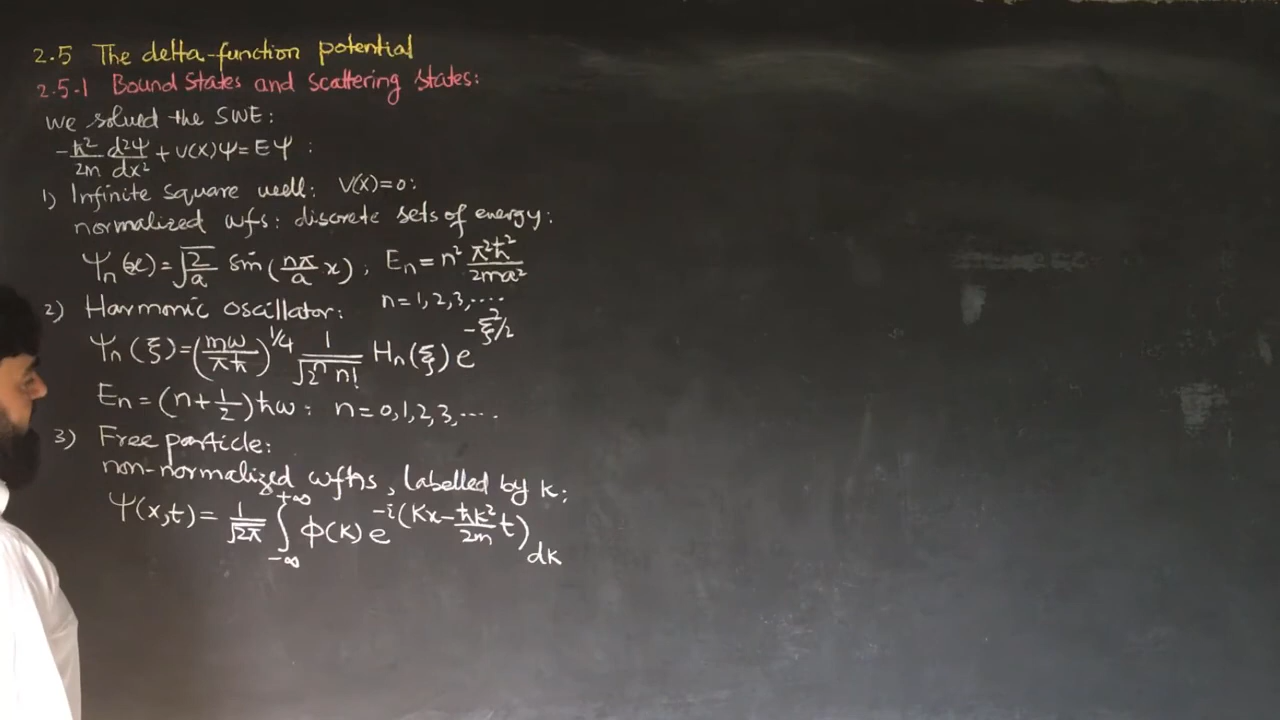 2.5 The delta-function potential
2.5.1 Bound States and scattering states:
we solved the SWE:
-ħ²/2m d²Ψ/dx² + V(x)Ψ = EΨ :
1) Infinite square well: V(x)=0:
normalized wfs: discrete sets of energy:
Ψn(x) = √(2/a) sin(nπ/a x), En = n² π²ħ²/2ma²
n = 1, 2, 3, ....
2) Harmonic oscillator:
Ψn(ξ) = (mω/πħ)^1/4 1/√(2ⁿ n!) Hn(ξ) e^-ξ²/2
En = (n+1/2)ħω : n = 0, 1, 2, 3, ....
3) Free particle:
non-normalized wftns, labelled by k:
Ψ(x,t) = 1/√2π ∫_-∞^+∞ Φ(k) e^-i(kx - ħk²/2m t) dk